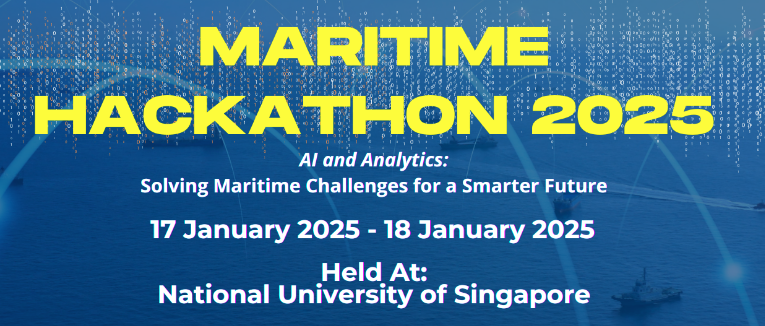 MARITIME
HACKATHON 2025
AI and Analytics:
Solving Maritime Challenges for a Smarter Future
17 January 2025 - 18 January 2025
Held At:
National University of Singapore